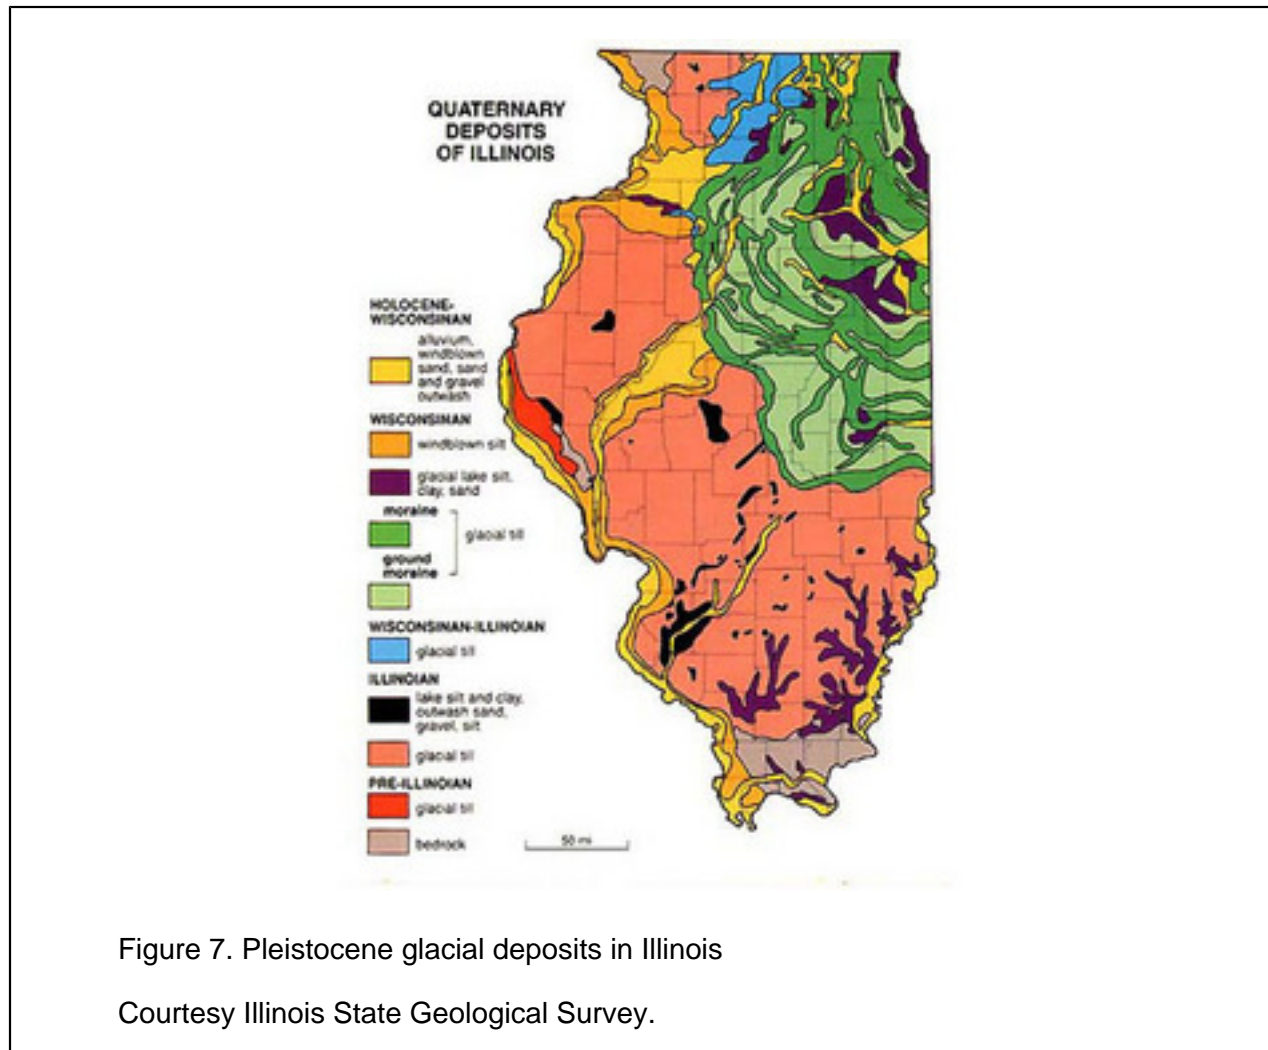 QUATERNARY
DEPOSITS
OF ILLINOIS
HOLOCENE-
WISCONSINAN
alluvium,
windblown
sand, sand
and gravel
outwash
WISCONSINAN
windblown silt
glacial lake silt,
clay, sand
moraine
glacial till
ground
moraine
WISCONSINAN-ILLINOIAN
glacial till
ILLINOIAN
lake silt and clay,
outwash sand,
gravel, silt
glacial till
PRE-ILLINOIAN
glacial till
bedrock
50 mi
Figure 7. Pleistocene glacial deposits in Illinois
Courtesy Illinois State Geological Survey.